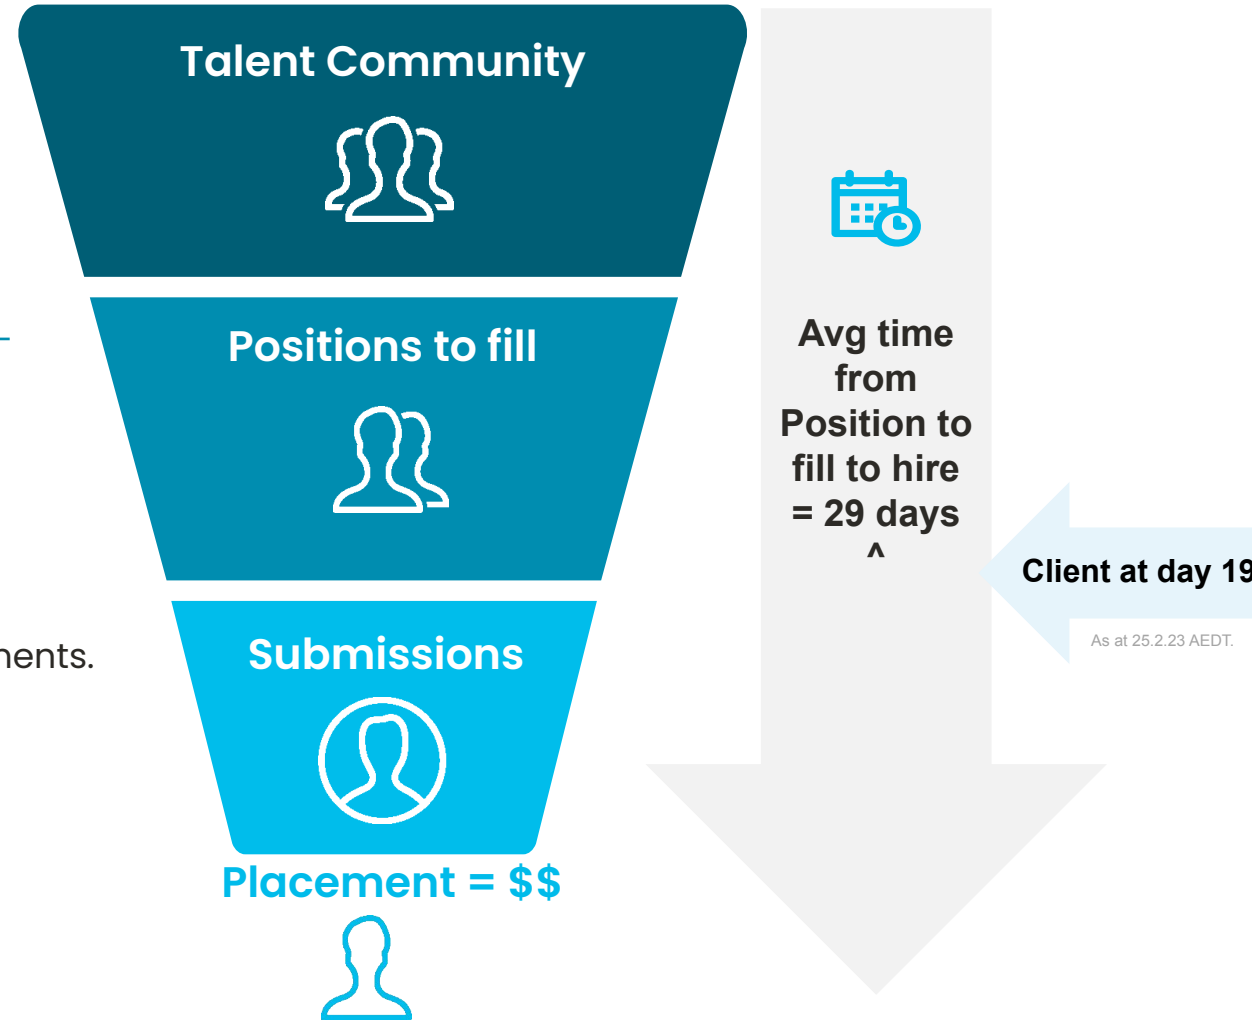 Talent Community
Positions to fill
Avg time
from
Position to
fill to hire
= 29 days
^
Client at day 19
As at 25.2.23 AEDT.
Submissions
Placement = $$